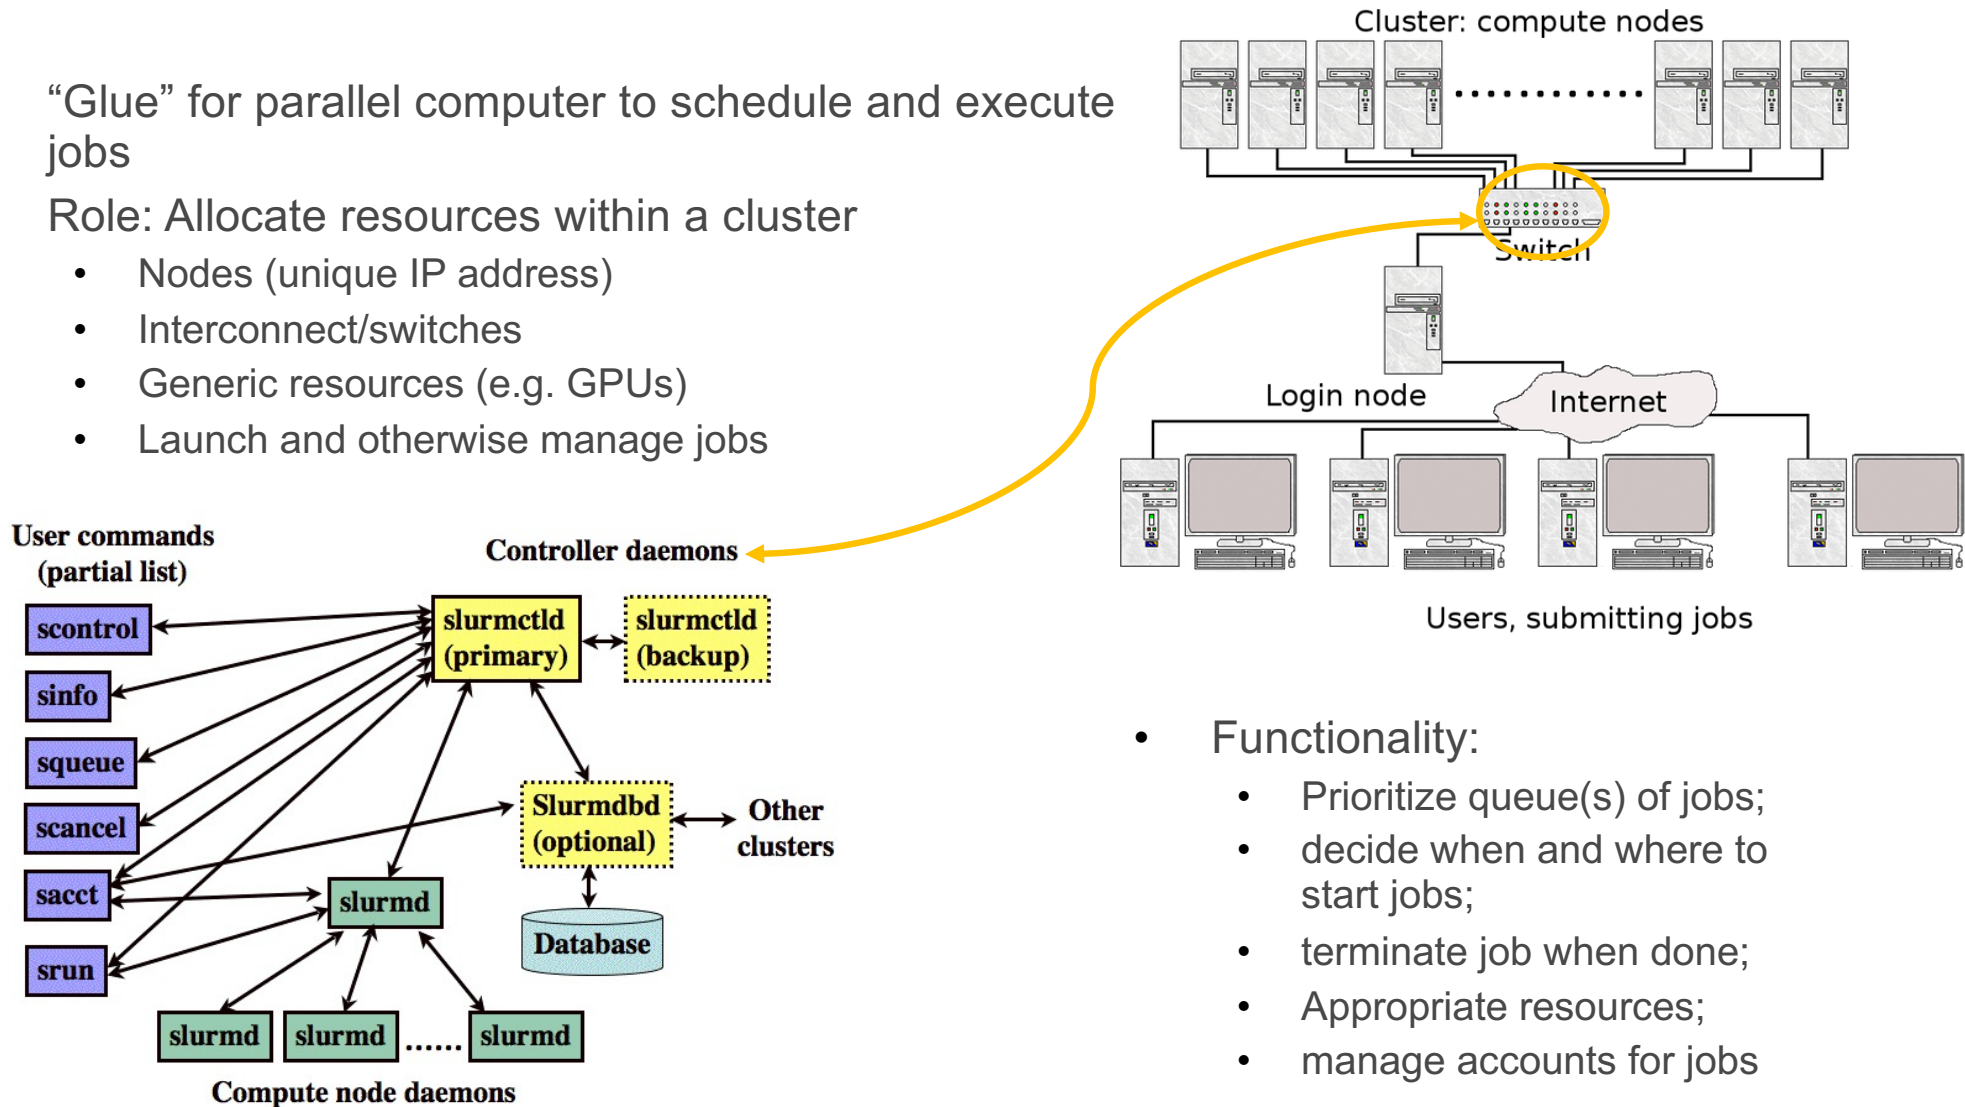 “Glue” for parallel computer to schedule and execute
jobs
Role: Allocate resources within a cluster
• Nodes (unique IP address)
• Interconnect/switches
• Generic resources (e.g. GPUs)
• Launch and otherwise manage jobs
Cluster: compute nodes
Switch
Login node
Internet
Users, submitting jobs
User commands
(partial list)
scontrol
sinfo
squeue
scancel
sacct
srun
Controller daemons
slurmctld
(primary)
slurmctld
(backup)
Slurmdbd
(optional)
Other
clusters
Database
slurmd
slurmd
slurmd
......
slurmd
Compute node daemons
• Functionality:
• Prioritize queue(s) of jobs;
• decide when and where to
start jobs;
• terminate job when done;
• Appropriate resources;
• manage accounts for jobs